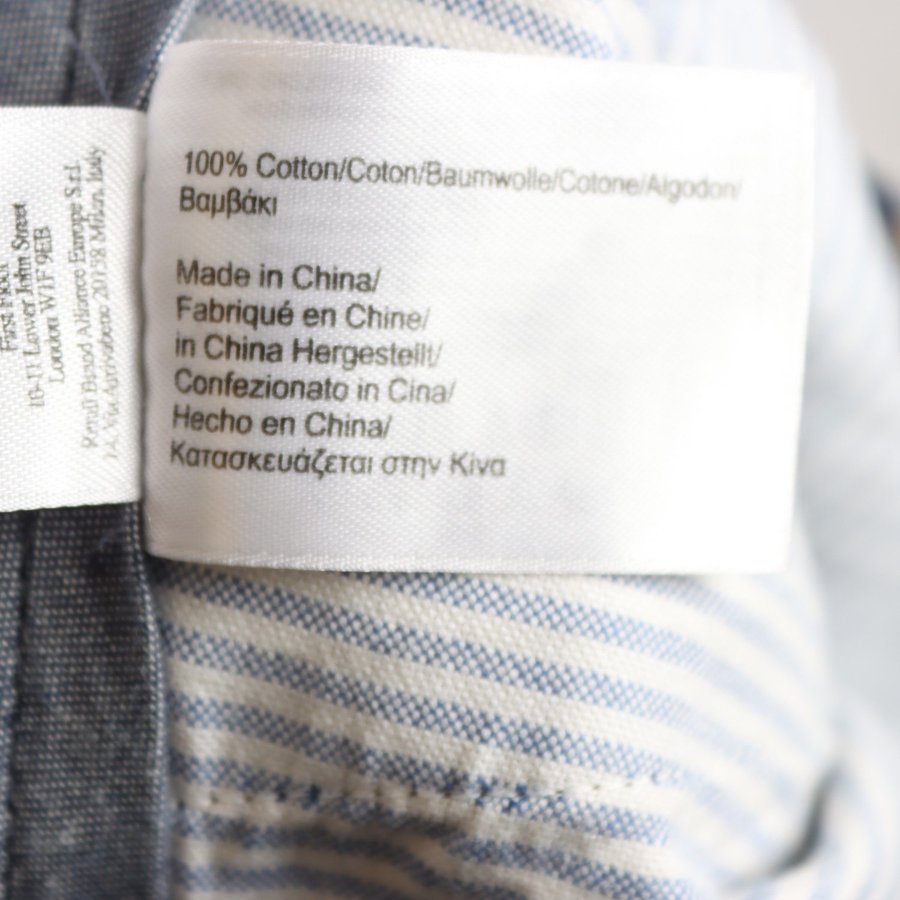 100% Cotton/Coton/Baumwolle/Cotone/Algodon/
Βαμβάκι
Made in China/
Fabriqué en Chine/
in China Hergestellt/
Confezionato in Cina/
Hecho en China/
Κατασκευάζεται στην Κίνα
First Floor
10-11 Lower John Street
London W1F 9EB
Brand Alliance Europe S.r.l.
20158 Milan, Italy